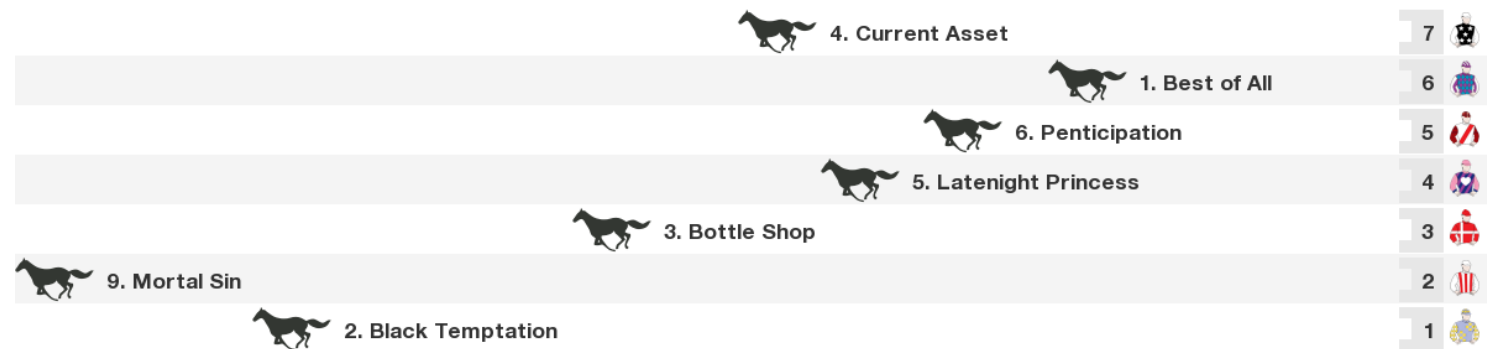 4. Current Asset 7
1. Best of All 6
6. Penticipation 5
5. Latenight Princess 4
3. Bottle Shop 3
9. Mortal Sin 2
2. Black Temptation 1